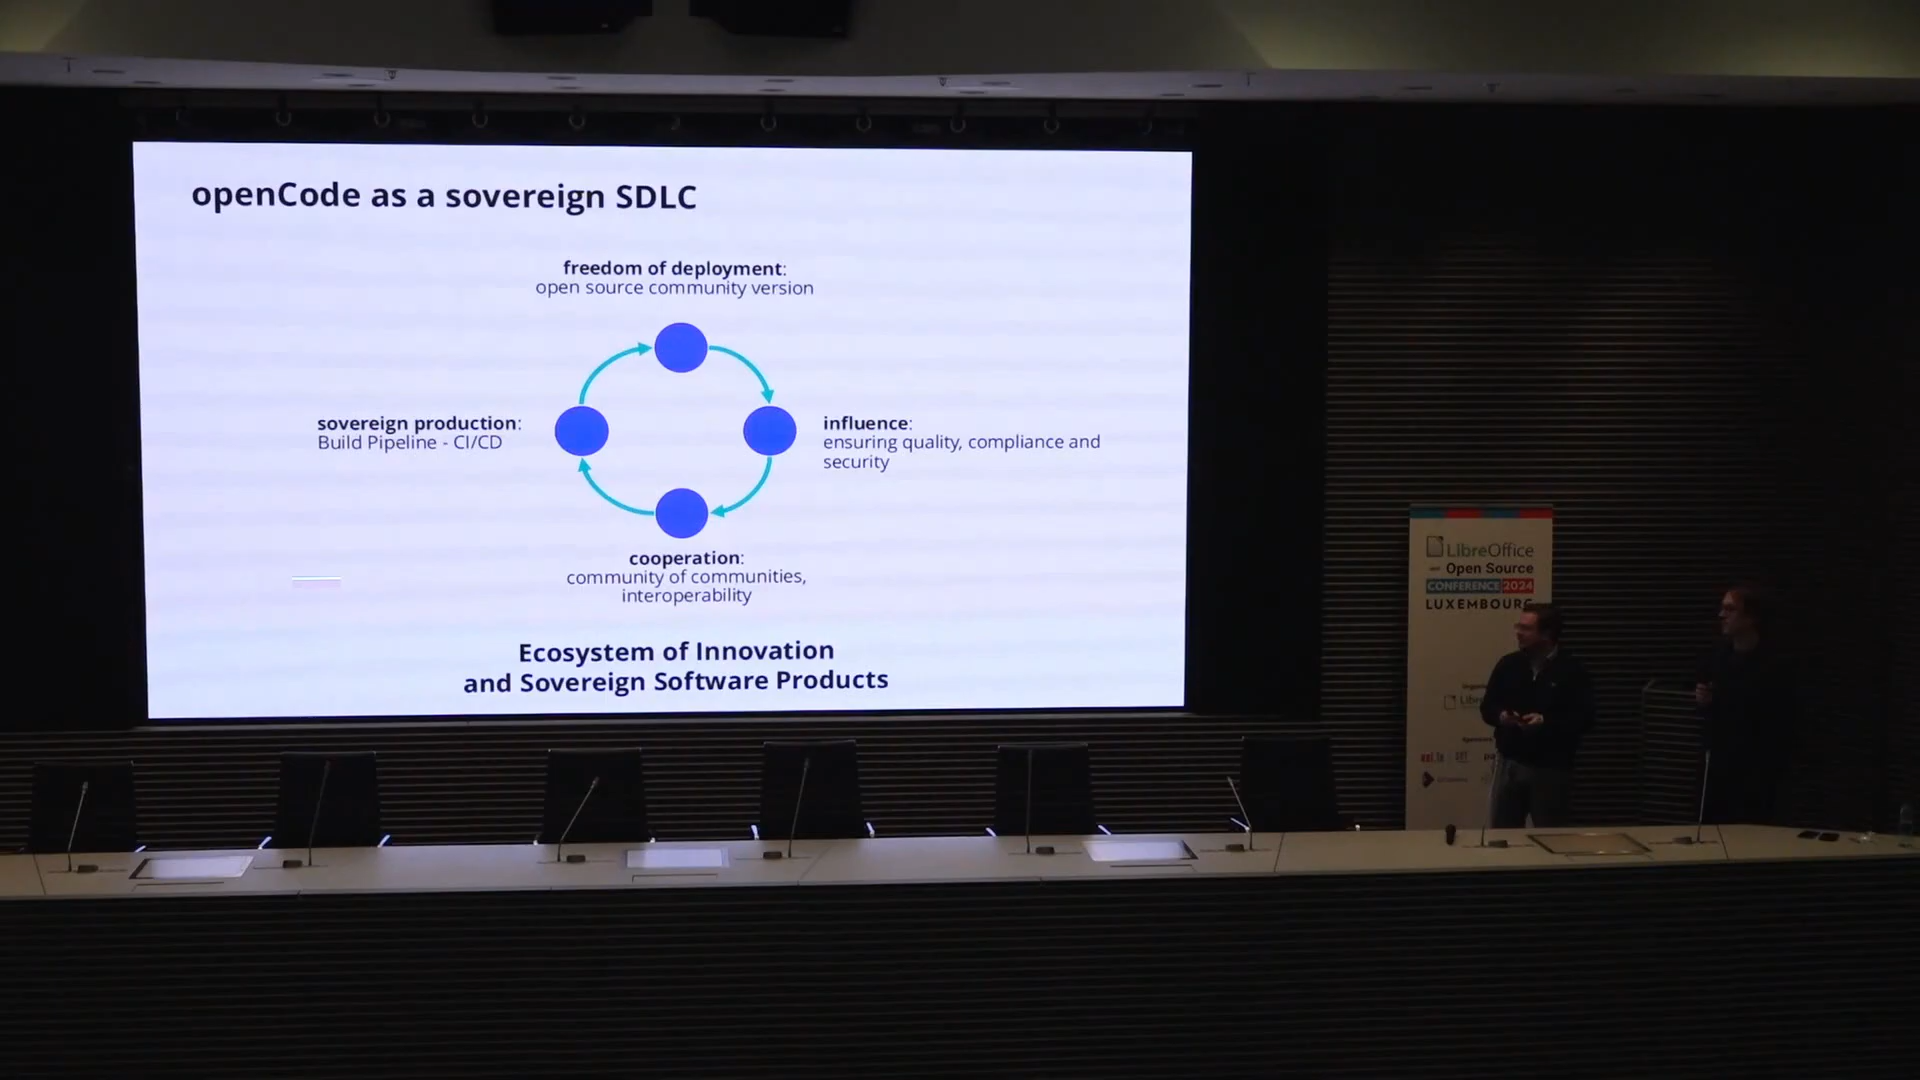 openCode as a sovereign SDLC
freedom of deployment:
open source community version
sovereign production:
Build Pipeline - CI/CD
influence:
ensuring quality, compliance and
security
cooperation:
community of communities,
interoperability
Ecosystem of Innovation
and Sovereign Software Products
LibreOffice
Open Source
CONFERENCE 2024
LUXEMBOURG